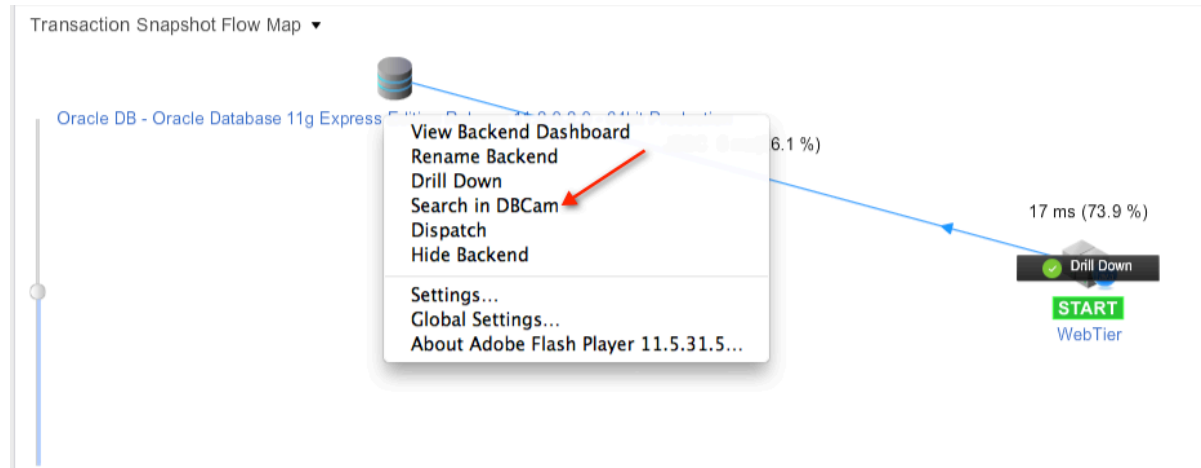 Transaction Snapshot Flow Map
Oracle DB - Oracle Database 11g Express
View Backend Dashboard
6.1 %)
Rename Backend
Drill Down
Search in DBCam
Dispatch
Hide Backend
17 ms (73.9 %)
Drill Down
START
WebTier
Settings...
Global Settings...
About Adobe Flash Player 11.5.31.5...